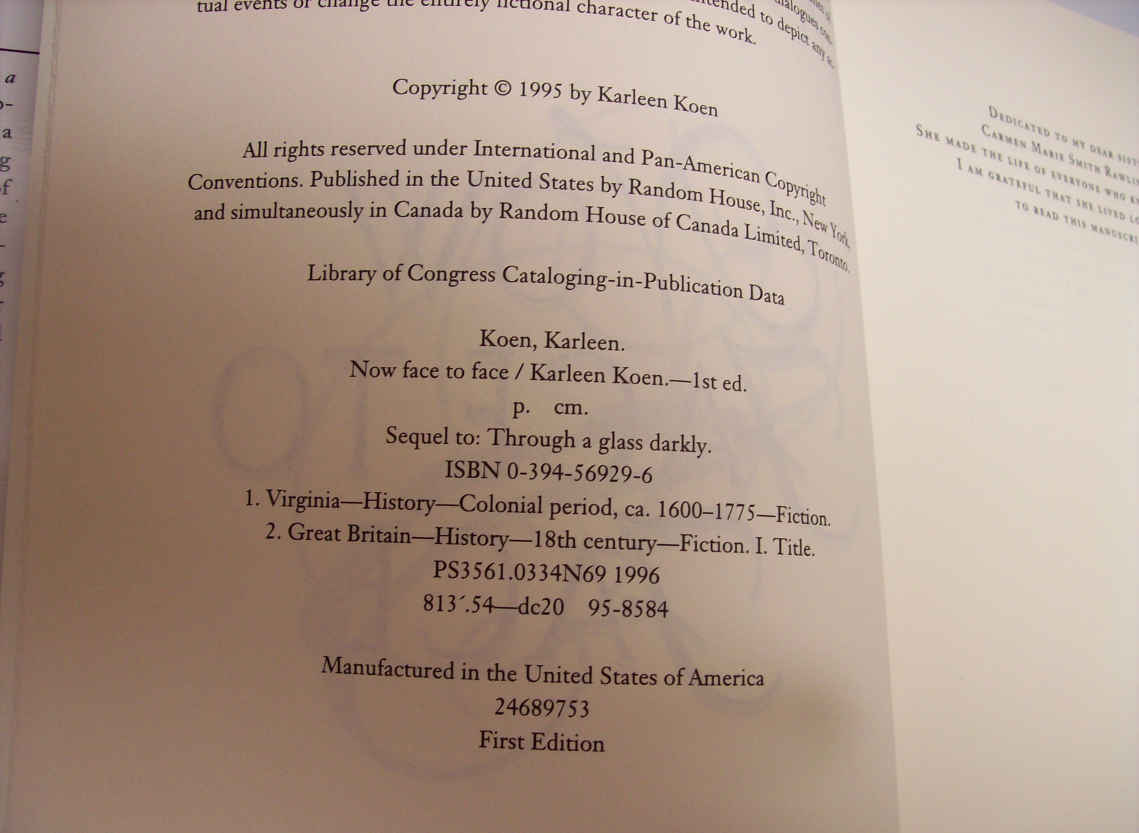 a
o-
a
g
of
e
-
g
-
tual events or change the entirely fictional character of the work.
Copyright © 1995 by Karleen Koen
All rights reserved under International and Pan-American Copyright
Conventions. Published in the United States by Random House, Inc., New York,
and simultaneously in Canada by Random House of Canada Limited, Toronto.
Library of Congress Cataloging-in-Publication Data
Koen, Karleen.
Now face to face / Karleen Koen.—1st ed.
p. cm.
Sequel to: Through a glass darkly.
ISBN 0-394-56929-6
1. Virginia—History—Colonial period, ca. 1600–1775—Fiction.
2. Great Britain—History—18th century—Fiction. I. Title.
PS3561.0334N69 1996
813´.54—dc20 95-8584
Manufactured in the United States of America
24689753
First Edition
Dedicated to my dear sist
Carmen Marie Smith Rawlin
She made the life of everyone who kn
I am grateful that she lived lo
to read this manuscri